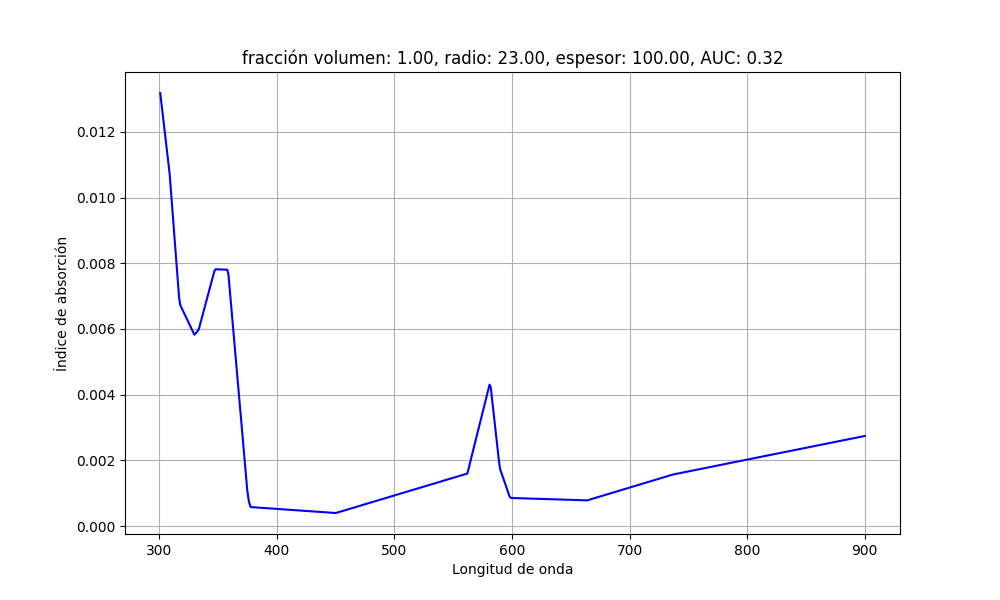 fracción volumen: 1.00, radio: 23.00, espesor: 100.00, AUC: 0.32
Índice de absorción
0.012
0.010
0.008
0.006
0.004
0.002
0.000
300 400 500 600 700 800 900
Longitud de onda